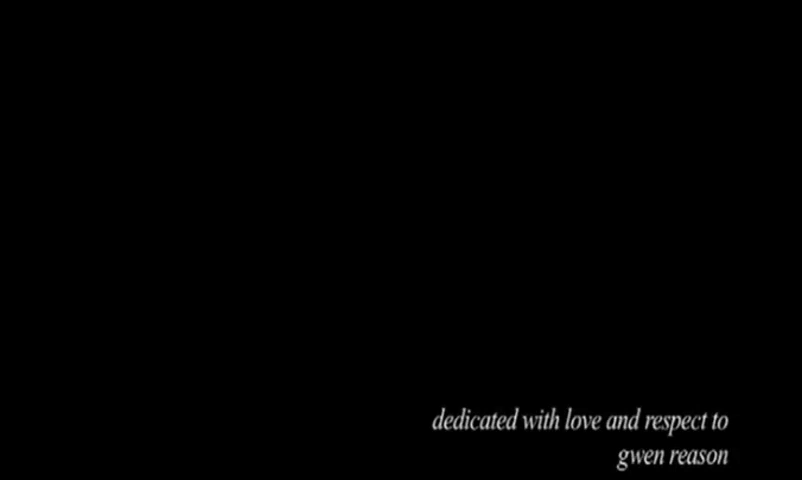 dedicated with love and respect to
gwen reason